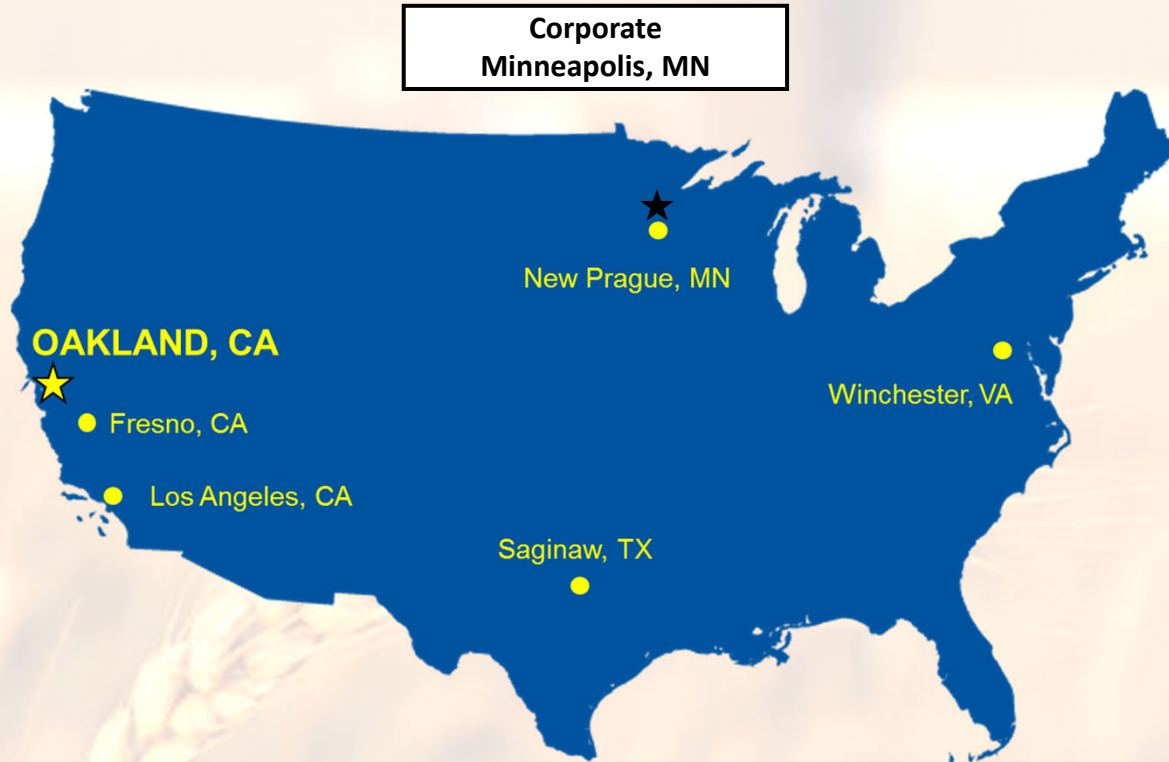 Corporate
Minneapolis, MN
New Prague, MN
OAKLAND, CA
Winchester, VA
Fresno, CA
Los Angeles, CA
Saginaw, TX